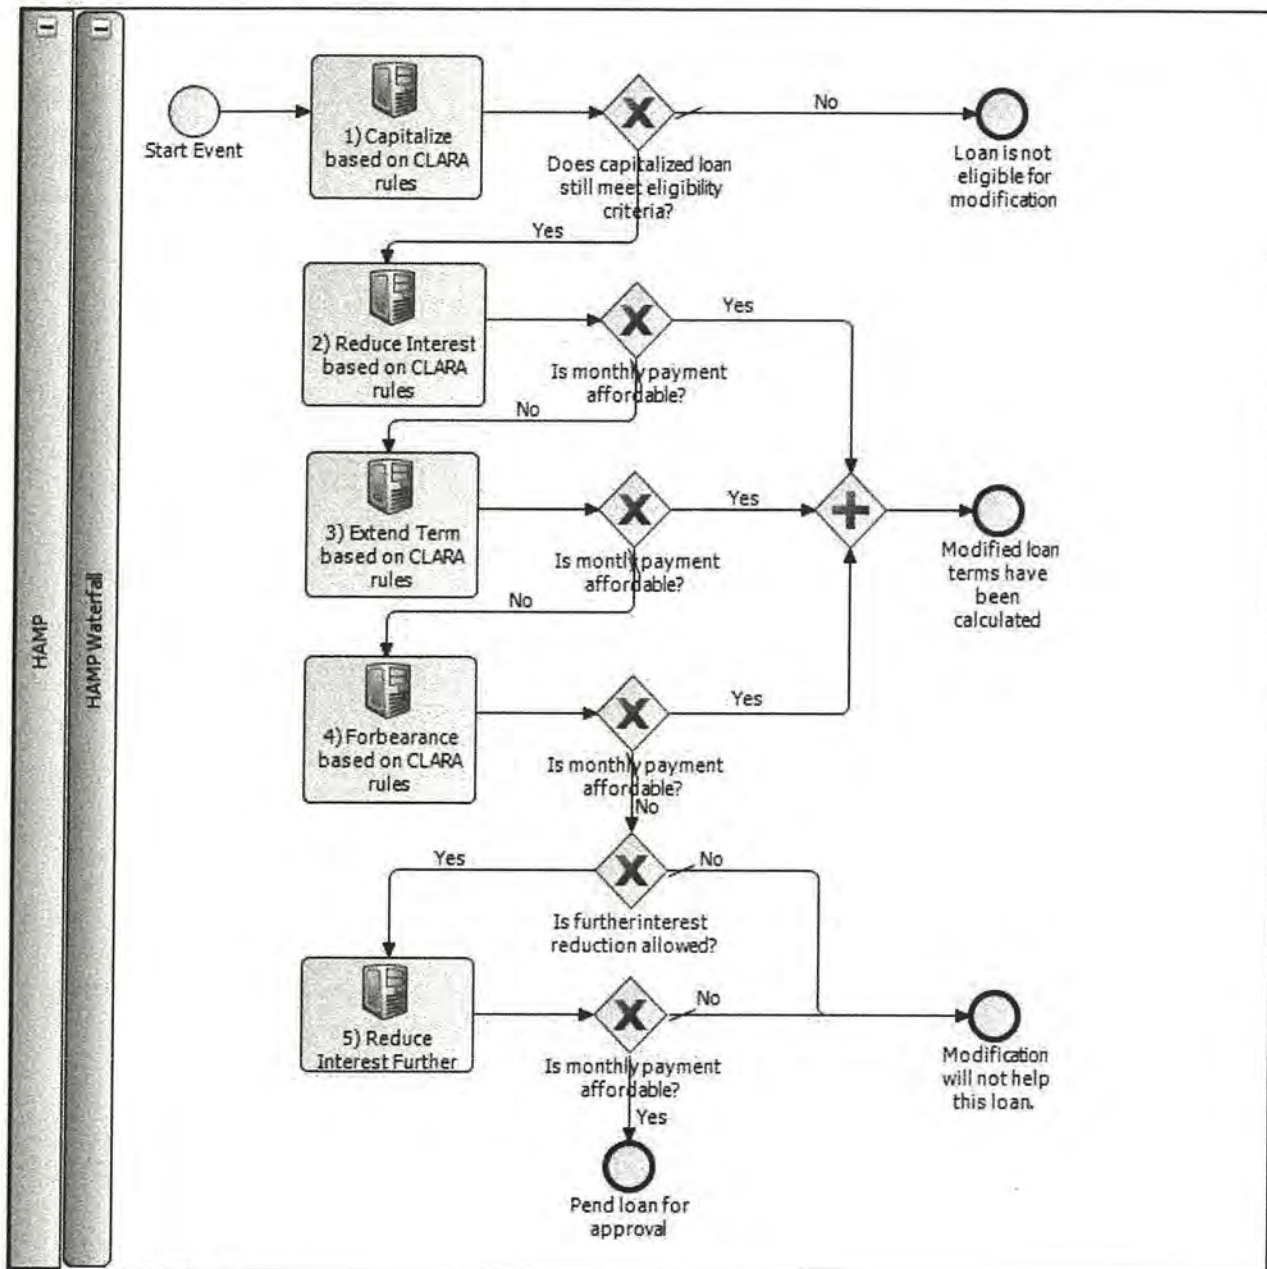 HAMP
HAMP Waterfall
Start Event
1) Capitalize
based on CLARA
rules
Does capitalized loan
still meet eligibility
criteria?
No
Loan is not
eligible for
modification
Yes
2) Reduce Interest
based on CLARA
rules
Is monthly payment
affordable?
Yes
No
3) Extend Term
based on CLARA
rules
Is montly payment
affordable?
Yes
Modified loan
terms have
been
calculated
No
4) Forbearance
based on CLARA
rules
Is monthly payment
affordable?
Yes
No
Yes
No
Is further interest
reduction allowed?
5) Reduce
Interest Further
Is monthly payment
affordable?
No
Modification
will not help
this loan.
Yes
Pend loan for
approval